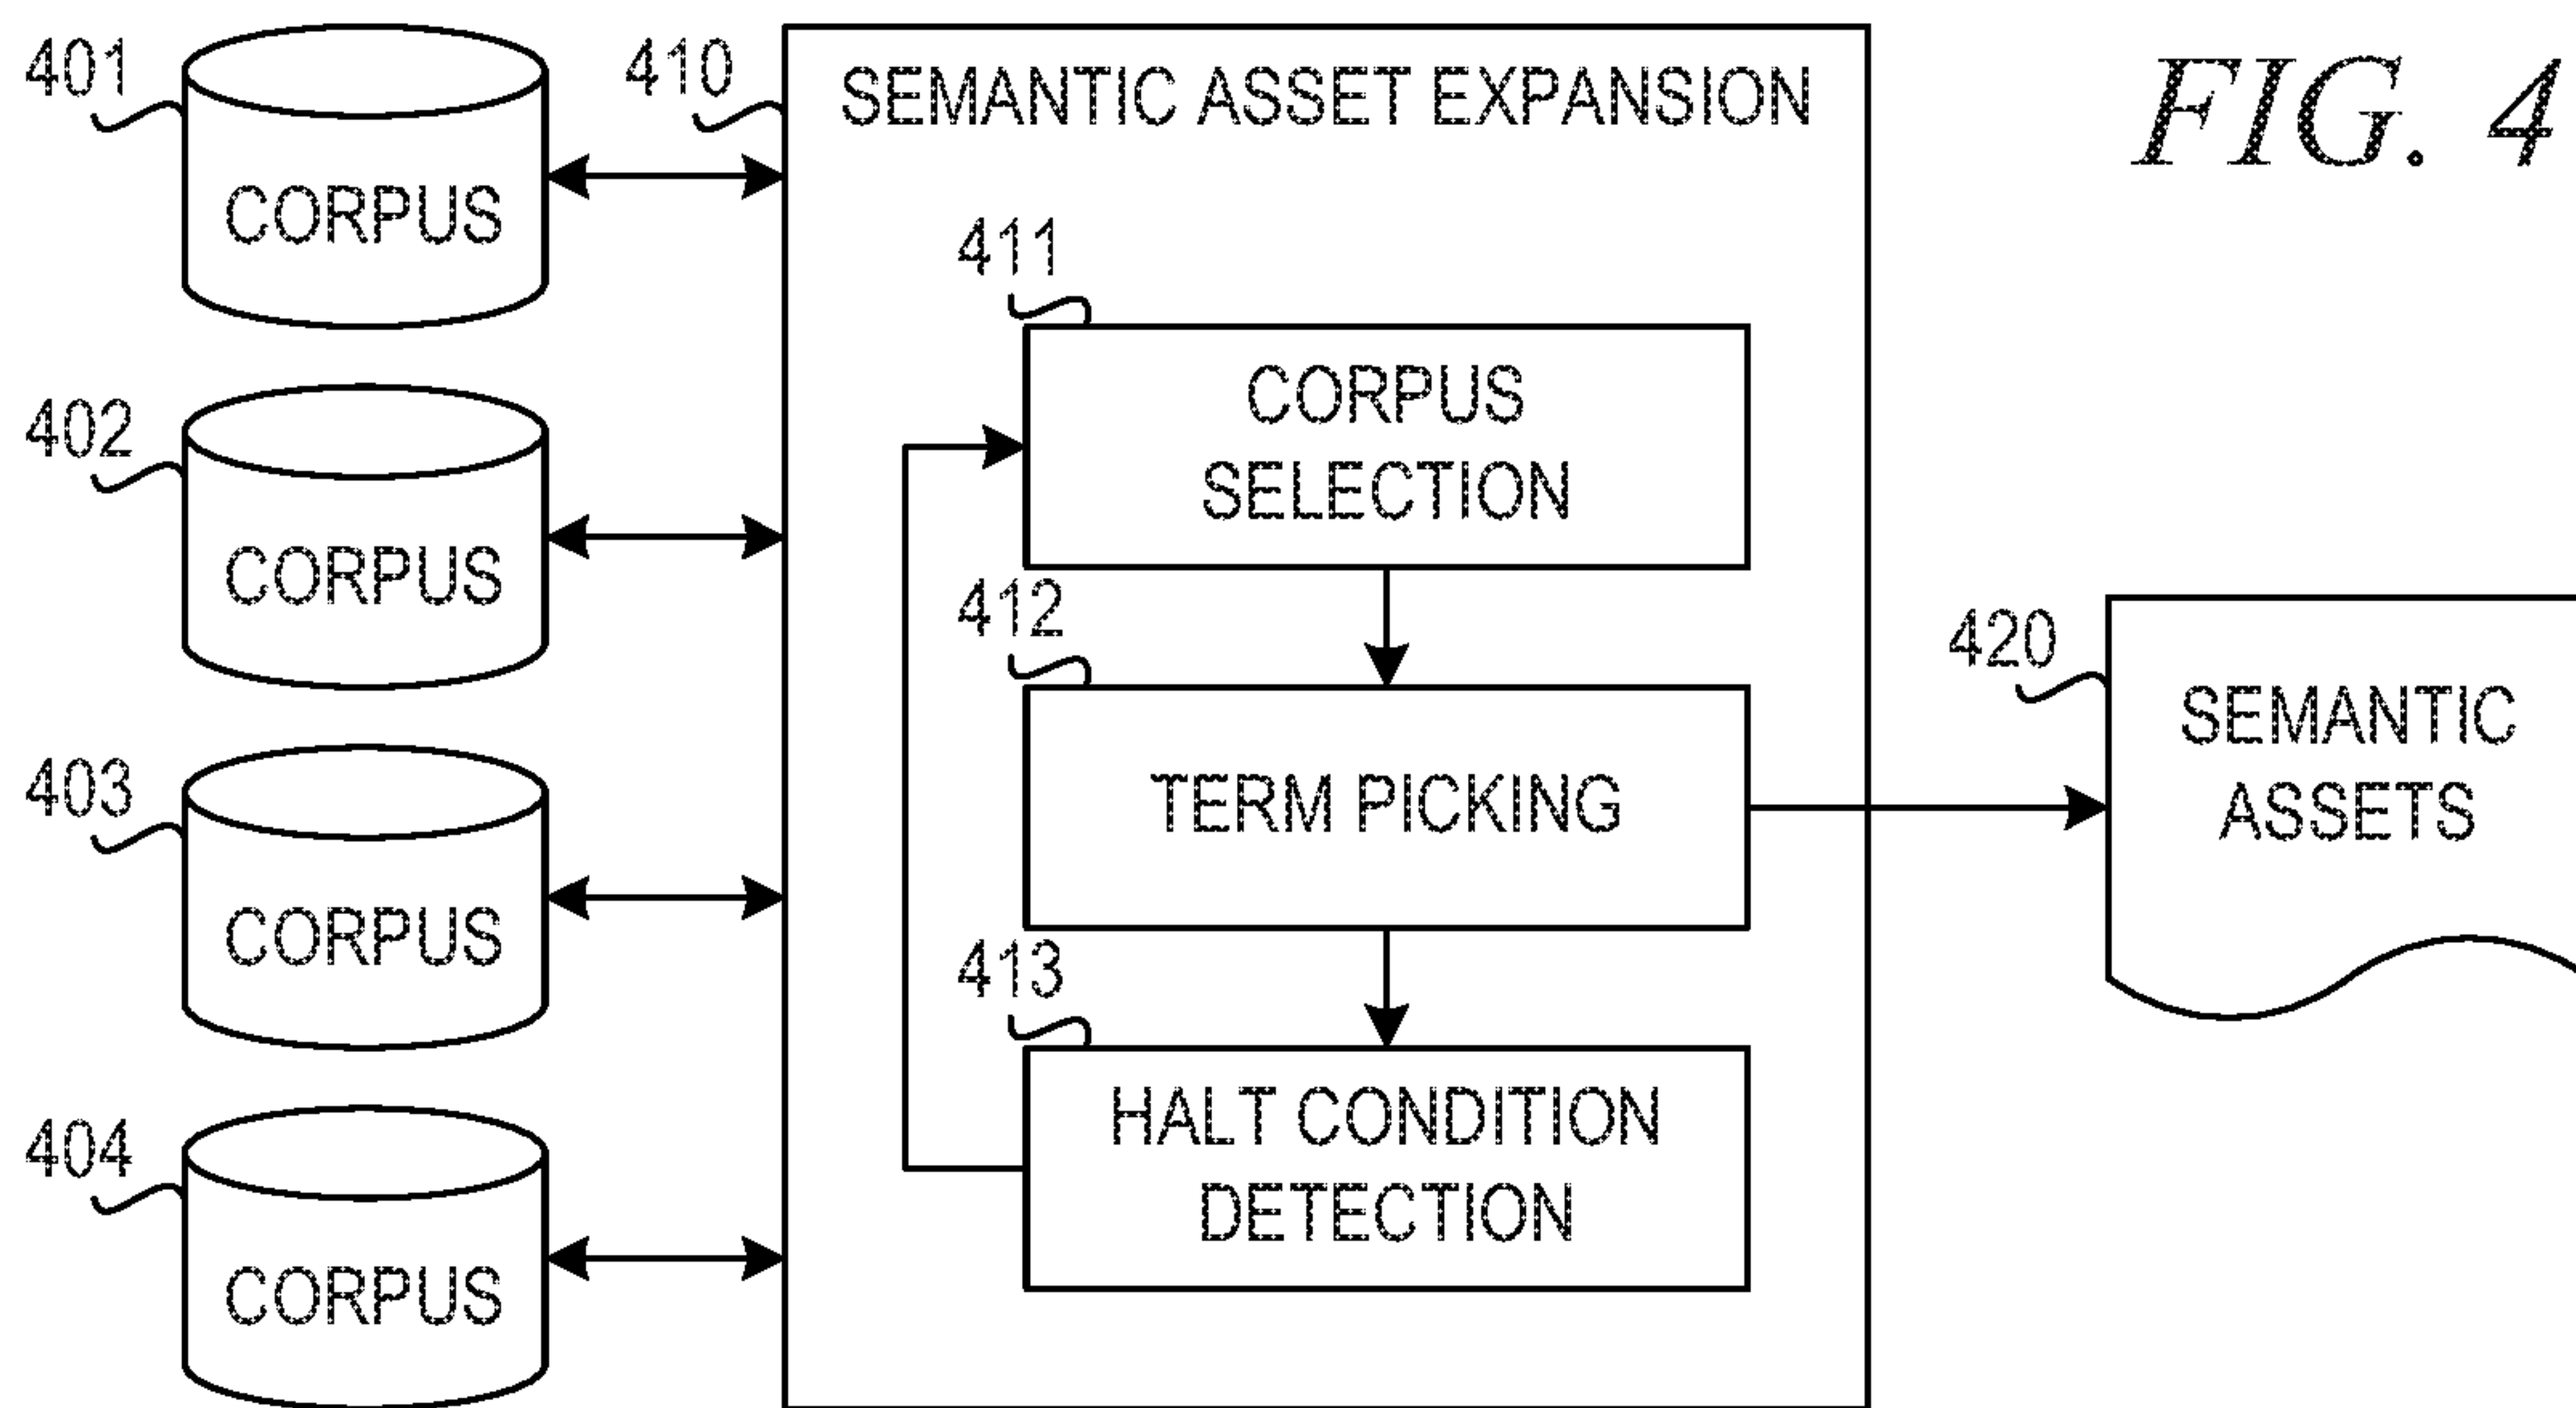 FIG. 4
401
CORPUS
402
CORPUS
403
CORPUS
404
CORPUS
410
SEMANTIC ASSET EXPANSION
411
CORPUS
SELECTION
412
TERM PICKING
413
HALT CONDITION
DETECTION
420
SEMANTIC
ASSETS